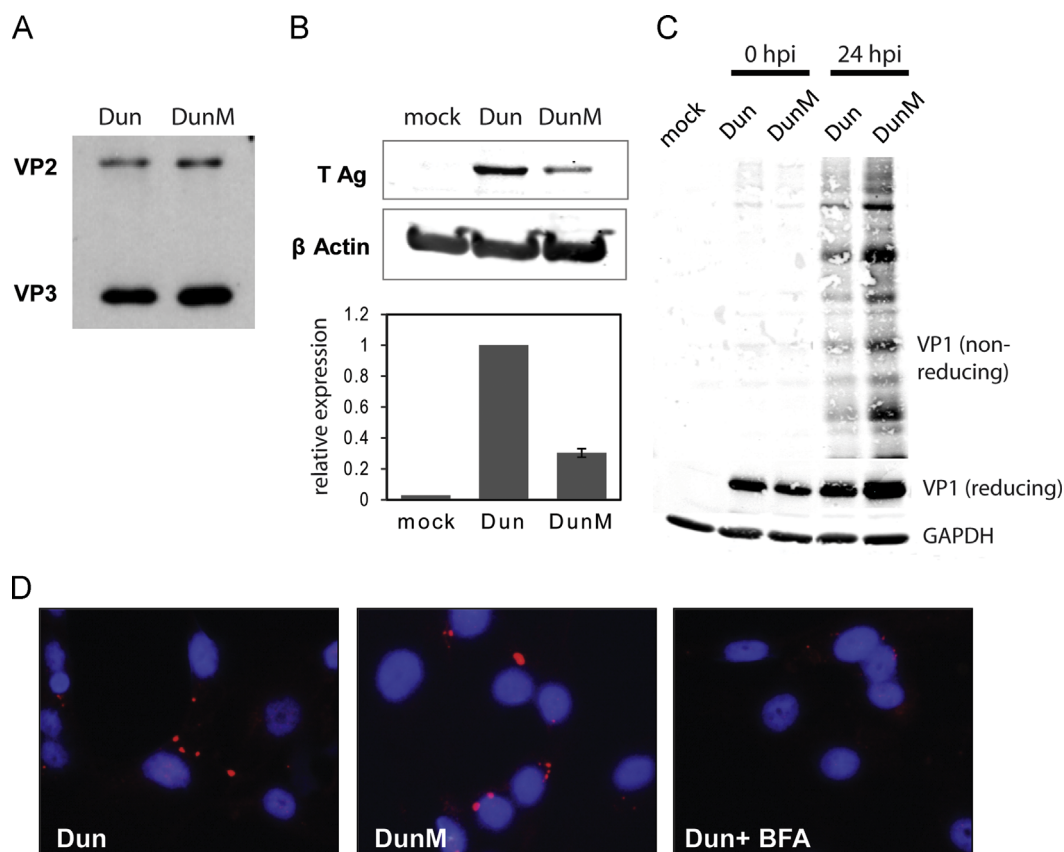 A
Dun DunM
VP2
VP3
B
mock Dun DunM
T Ag
β Actin
relative expression
1.2
1
0.8
0.6
0.4
0.2
0
mock Dun DunM
C
0 hpi 24 hpi
mock Dun DunM Dun DunM
VP1 (non-
reducing)
VP1 (reducing)
GAPDH
D
Dun
DunM
Dun+ BFA